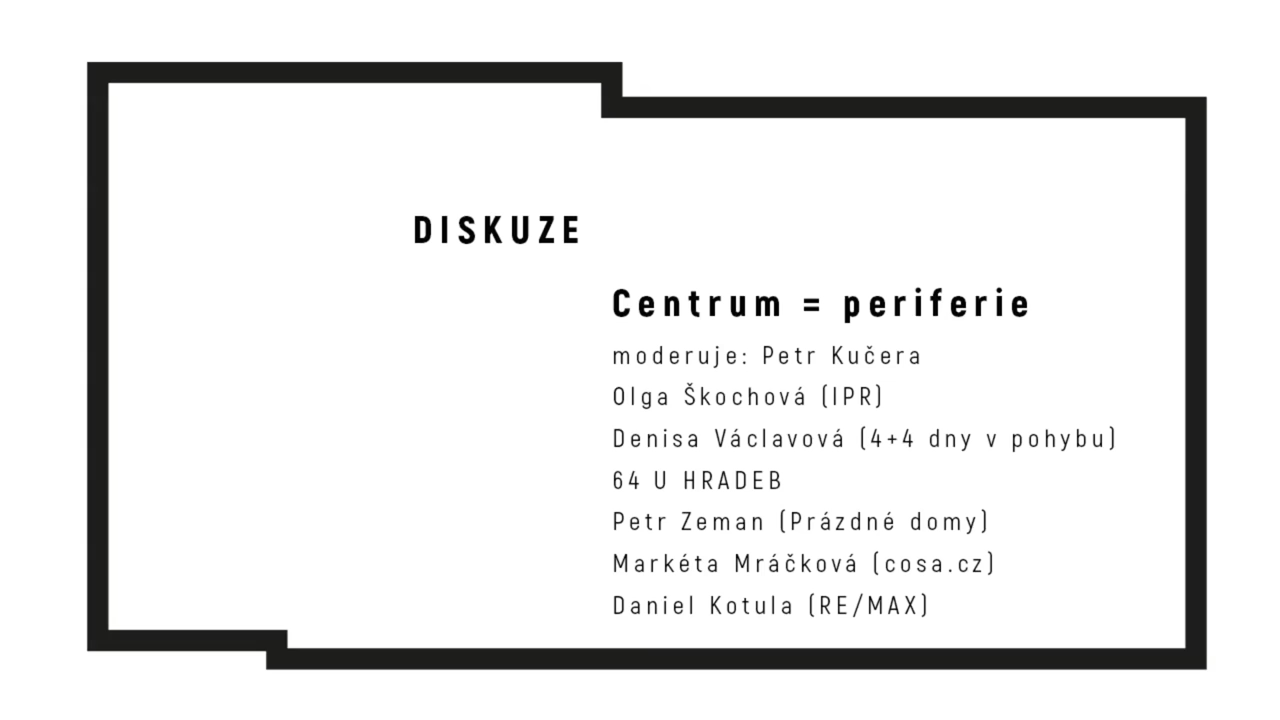 DISKUZE
Centrum = periferie
moderuje: Petr Kučera
Olga Škochová (IPR)
Denisa Václavová (4+4 dny v pohybu)
64 U HRADEB
Petr Zeman (Prázdné domy)
Markéta Mráčková (cosa.cz)
Daniel Kotula (RE/MAX)